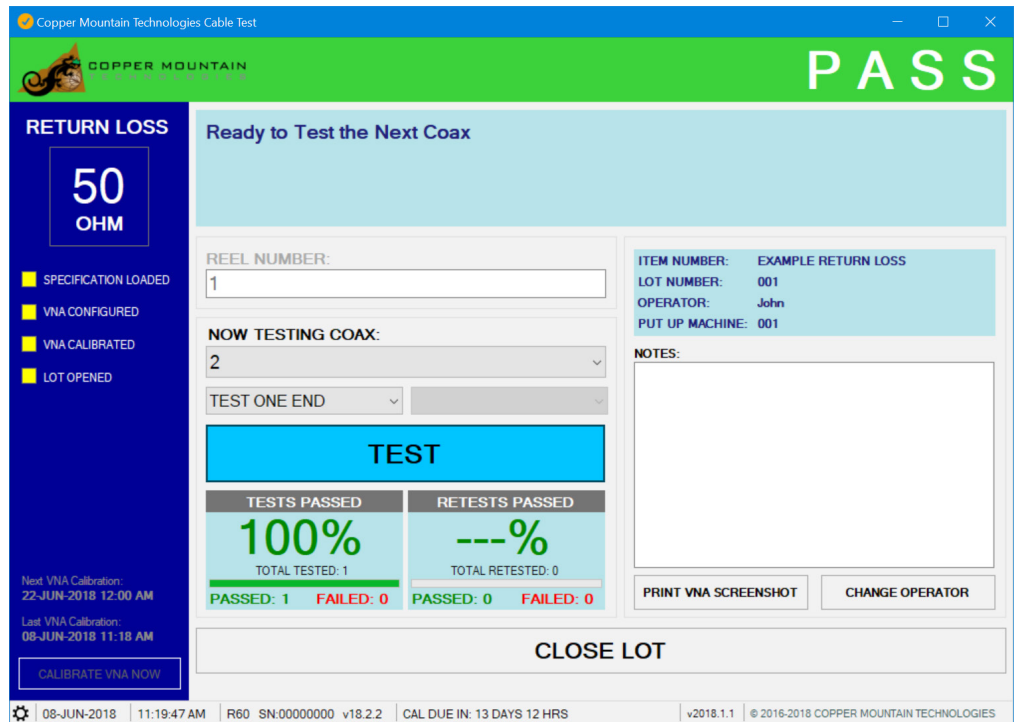 Copper Mountain Technologies Cable Test
COPPER MOUNTAIN
TECHNOLOGIES
PASS
RETURN LOSS
50
OHM
SPECIFICATION LOADED
VNA CONFIGURED
VNA CALIBRATED
LOT OPENED
Next VNA Calibration:
22-JUN-2018 12:00 AM
Last VNA Calibration:
08-JUN-2018 11:18 AM
CALIBRATE VNA NOW
Ready to Test the Next Coax
REEL NUMBER:
1
NOW TESTING COAX:
2
TEST ONE END
TEST
TESTS PASSED
100%
TOTAL TESTED: 1
PASSED: 1 FAILED: 0
RETESTS PASSED
---%
TOTAL RETESTED: 0
PASSED: 0 FAILED: 0
ITEM NUMBER: EXAMPLE RETURN LOSS
LOT NUMBER: 001
OPERATOR: John
PUT UP MACHINE: 001
NOTES:
PRINT VNA SCREENSHOT
CHANGE OPERATOR
CLOSE LOT
08-JUN-2018 11:19:47 AM R60 SN:00000000 v18.2.2 CAL DUE IN: 13 DAYS 12 HRS v2018.1.1 © 2016-2018 COPPER MOUNTAIN TECHNOLOGIES